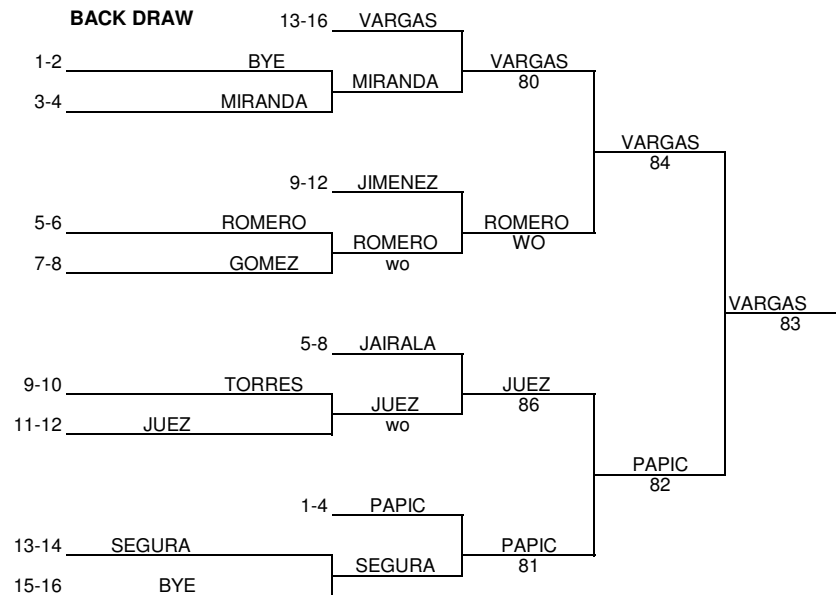 BACK DRAW
13-16 VARGAS
1-2 BYE VARGAS
MIRANDA 80
3-4 MIRANDA
VARGAS
84
9-12 JIMENEZ
5-6 ROMERO ROMERO
ROMERO WO
7-8 GOMEZ wo
VARGAS
83
5-8 JAIRALA
9-10 TORRES JUEZ
JUEZ 86
11-12 JUEZ wo
PAPIC
82
1-4 PAPIC
13-14 SEGURA PAPIC
SEGURA 81
15-16 BYE